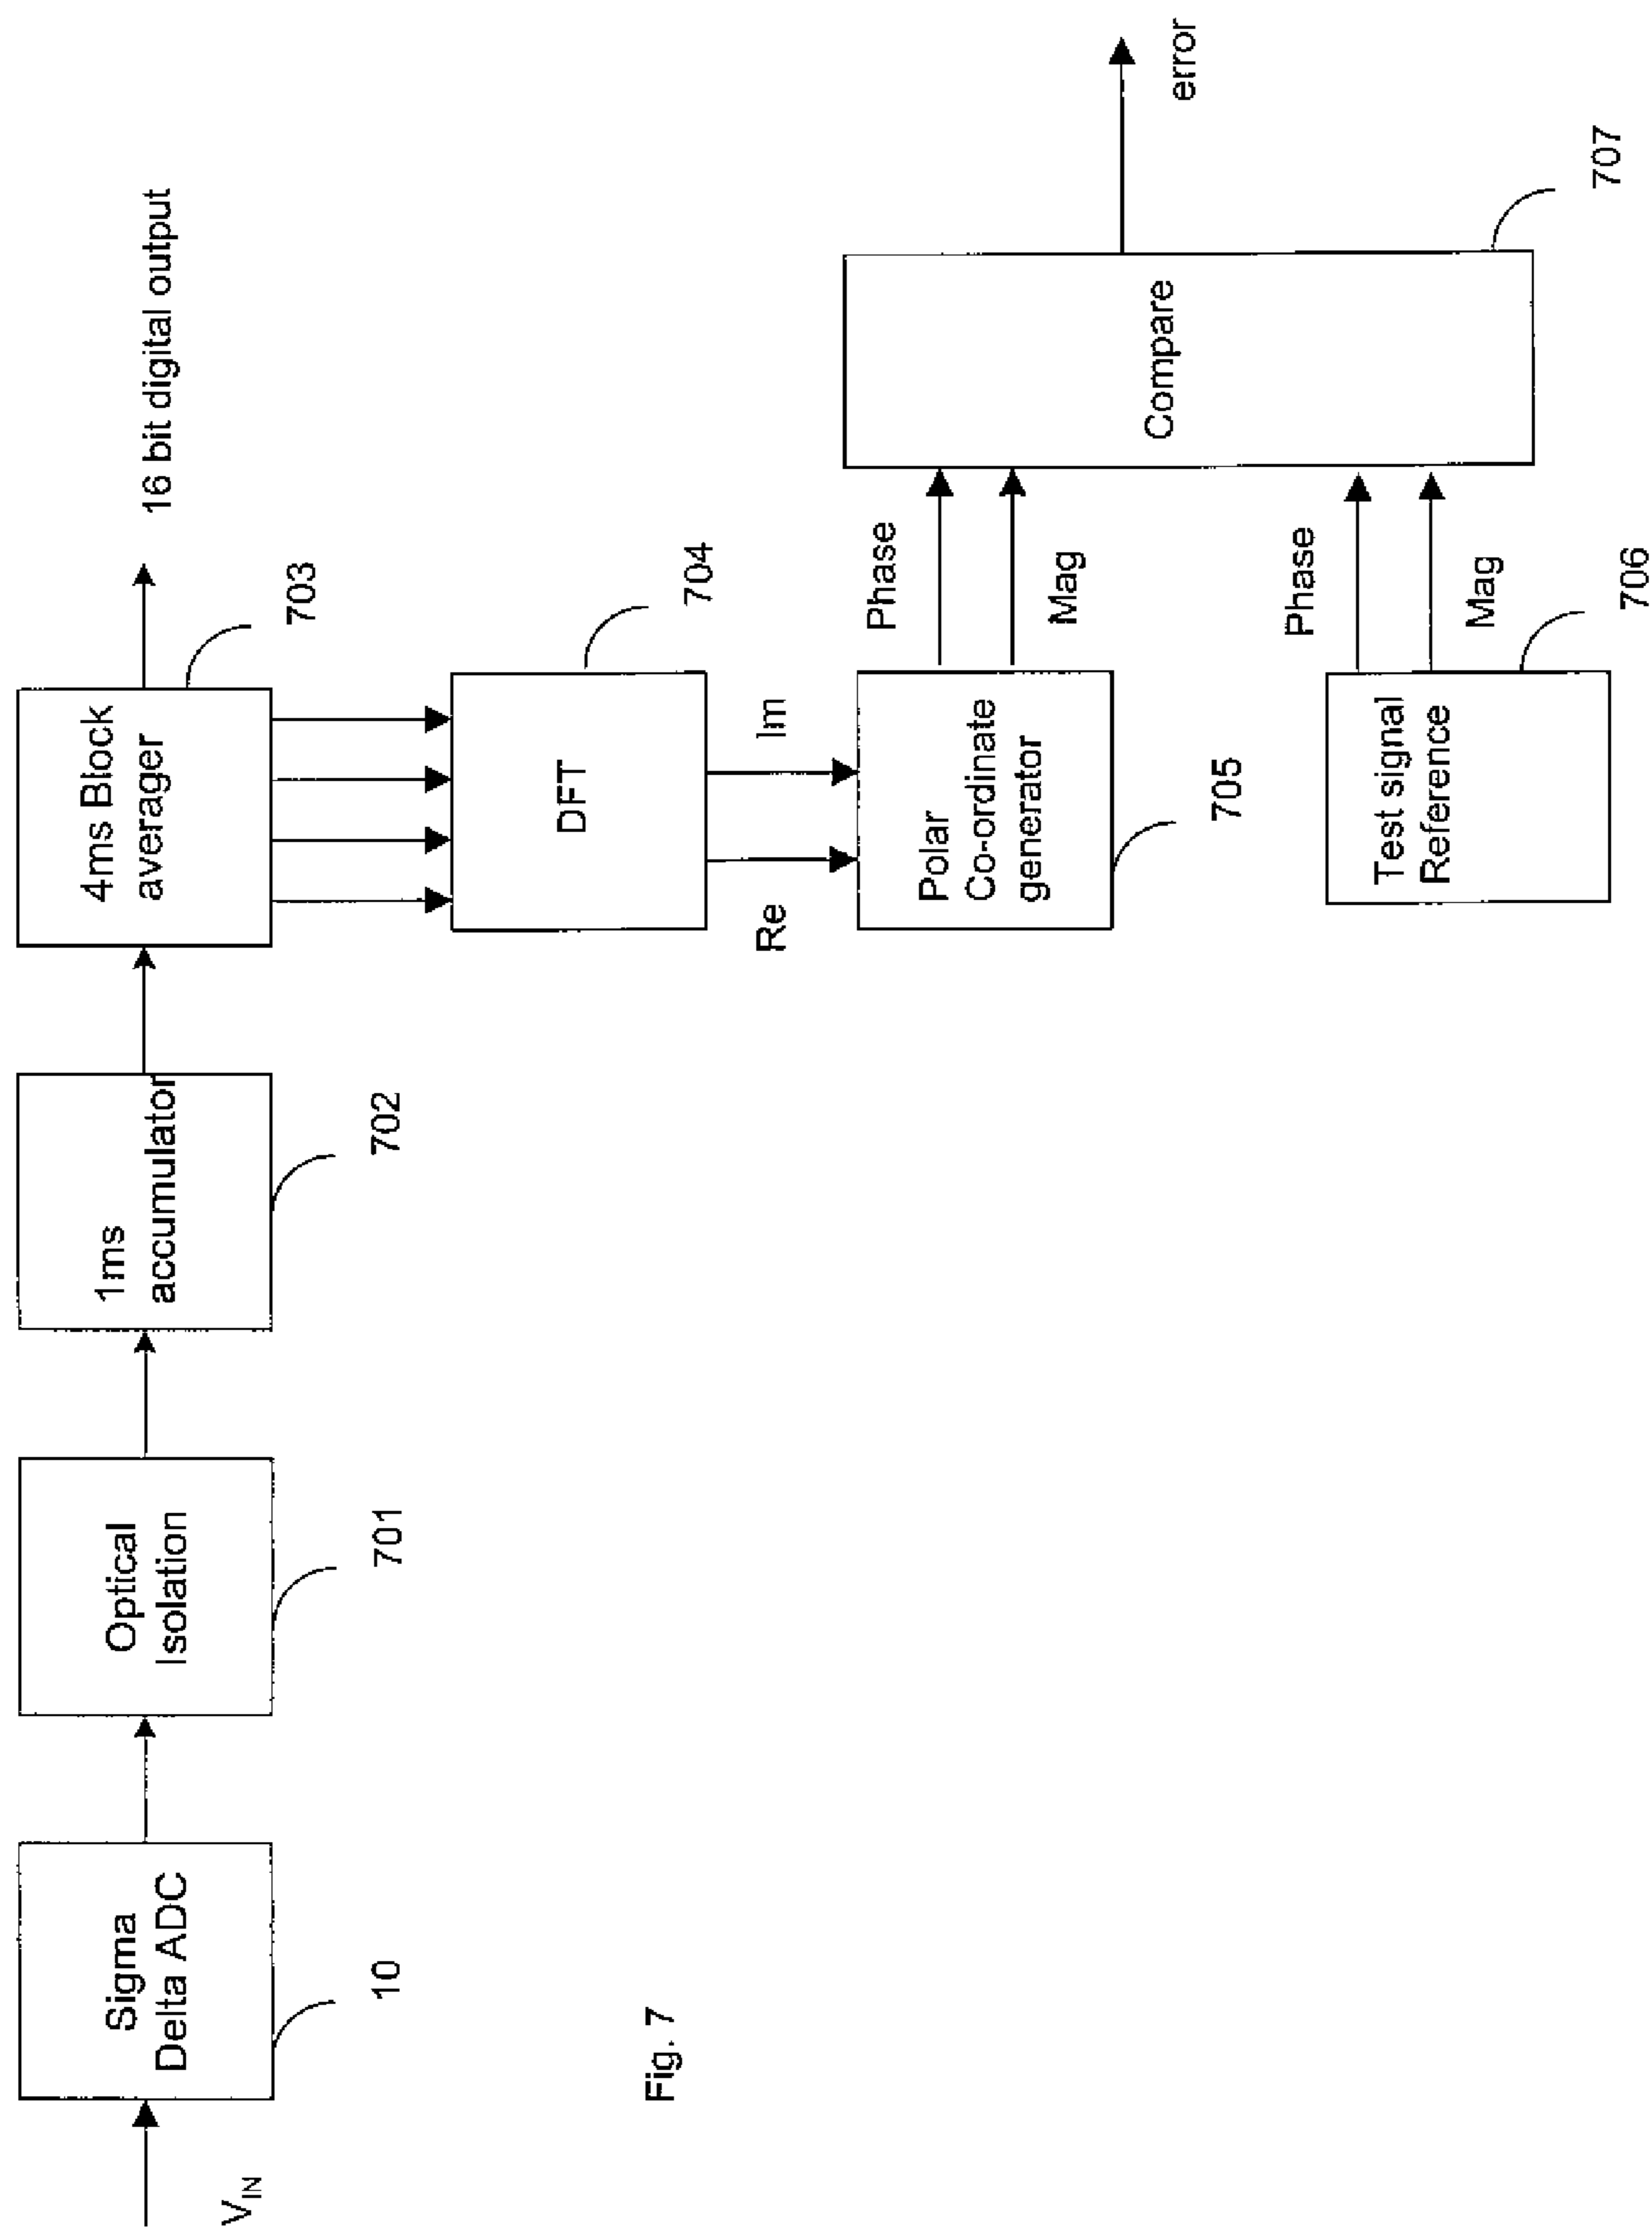 V_IN
Sigma
Delta ADC
10
Optical
Isolation
701
1ms
accumulator
702
4ms Block
averager
703
16 bit digital output
DFT
704
Re
Im
Polar
Co-ordinate
generator
705
Phase
Mag
Test signal
Reference
706
Phase
Mag
Compare
707
error
Fig. 7